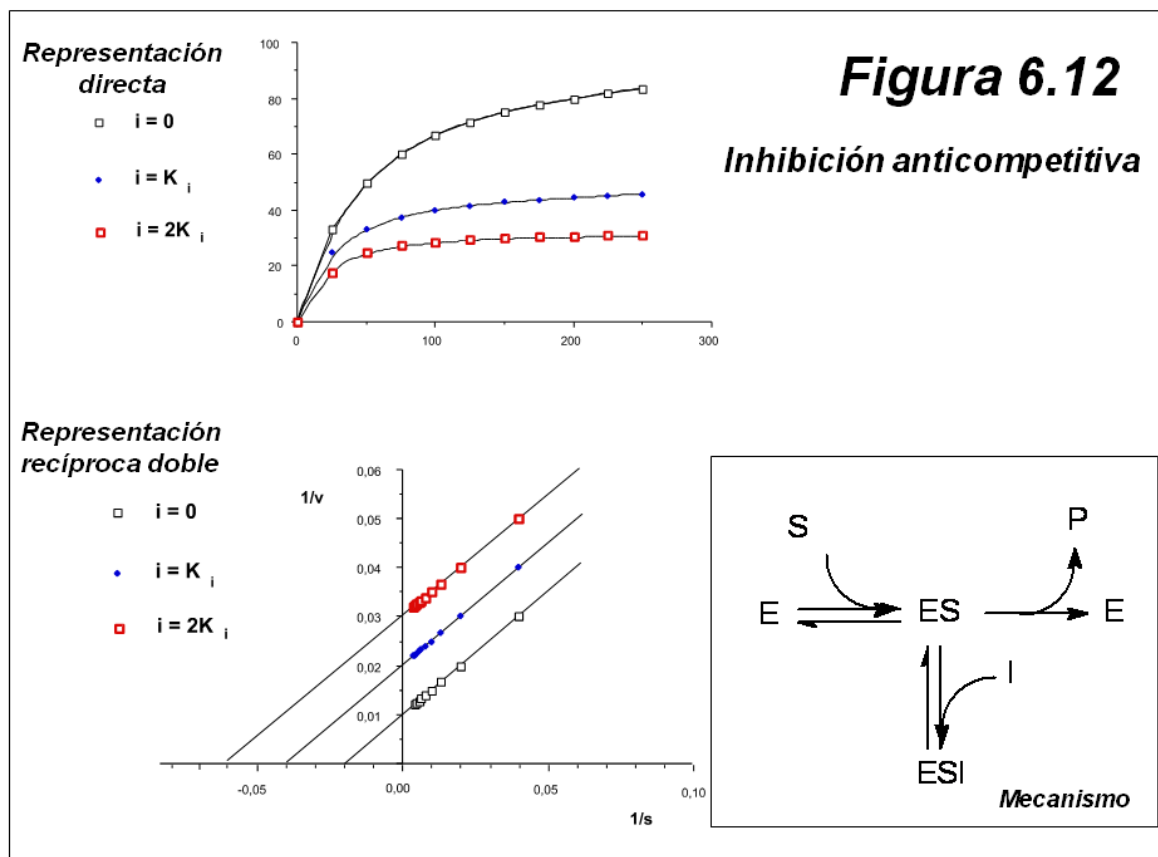 Representación
directa
i = 0
i = K i
i = 2K i
100
80
60
40
20
0
0
100
200
300
Figura 6.12
Inhibición anticompetitiva
Representación
recíproca doble
i = 0
i = K i
i = 2K i
1/v
0,06
0,05
0,04
0,03
0,02
0,01
-0,05
0,00
0,05
0,10
1/s
S
P
E
ES
E
I
ESI
Mecanismo